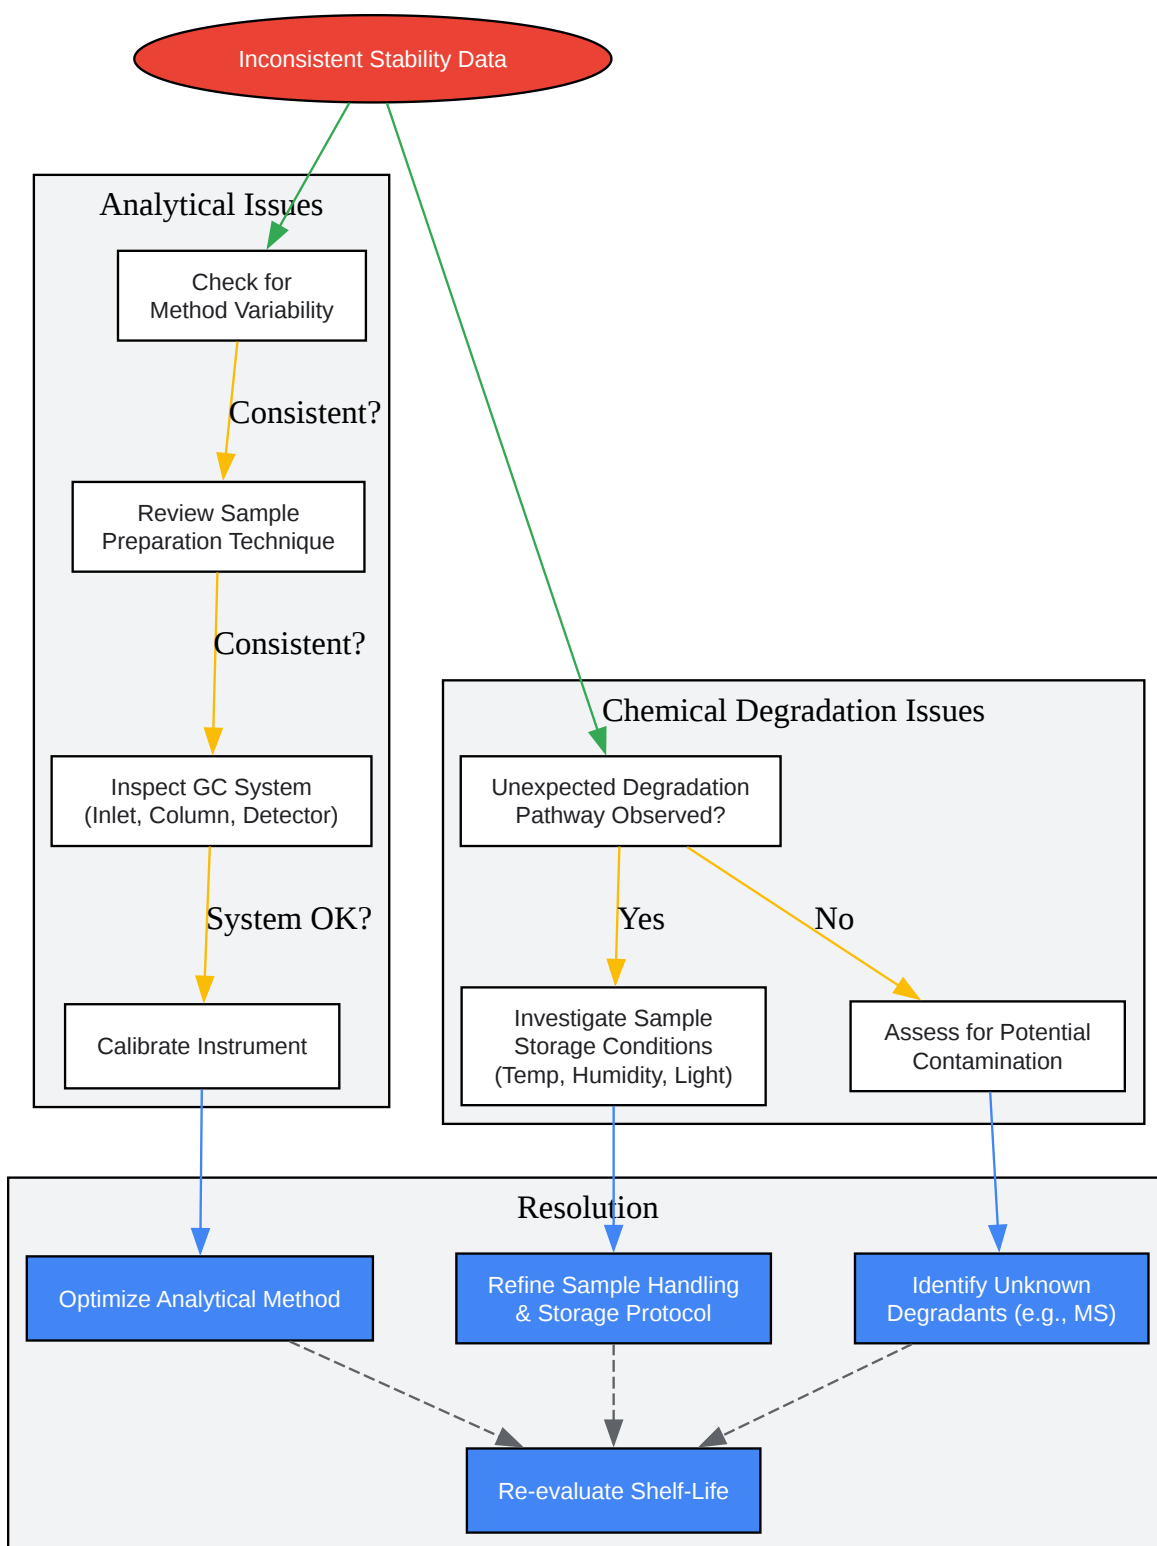 Inconsistent Stability Data
Analytical Issues
Check for
Method Variability
Consistent?
Review Sample
Preparation Technique
Consistent?
Inspect GC System
(Inlet, Column, Detector)
System OK?
Calibrate Instrument
Chemical Degradation Issues
Unexpected Degradation
Pathway Observed?
Yes
No
Investigate Sample
Storage Conditions
(Temp, Humidity, Light)
Assess for Potential
Contamination
Resolution
Optimize Analytical Method
Refine Sample Handling
& Storage Protocol
Identify Unknown
Degradants (e.g., MS)
Re-evaluate Shelf-Life